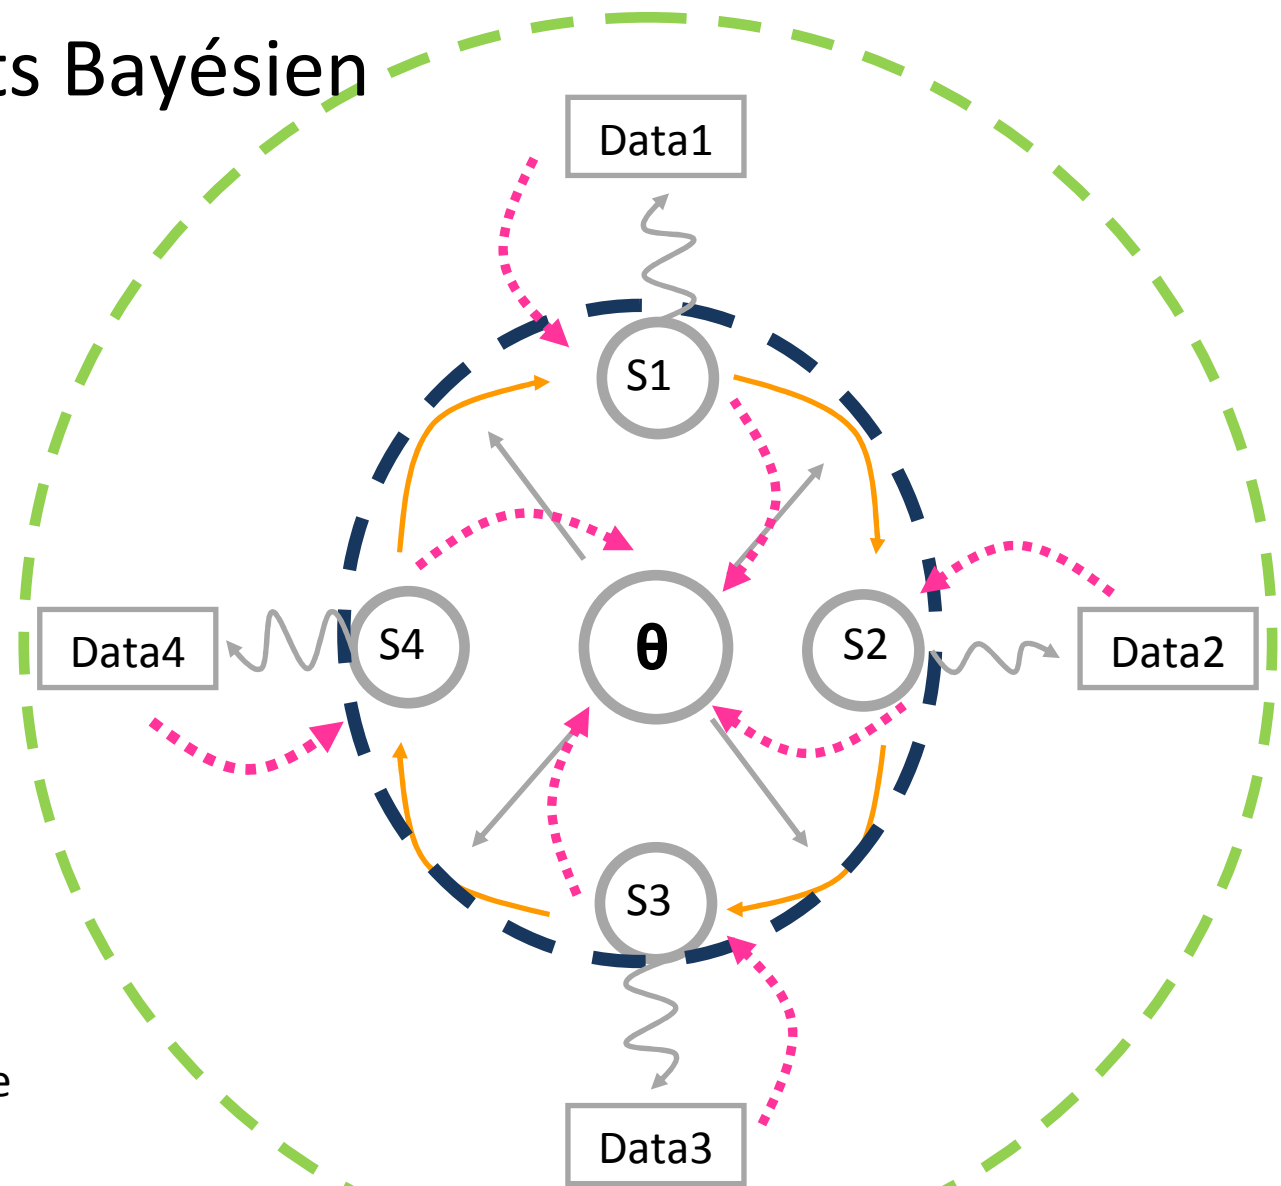 ts Bayésien
Data1
S1
S4
θ
S2
Data4
Data2
S3
e
Data3